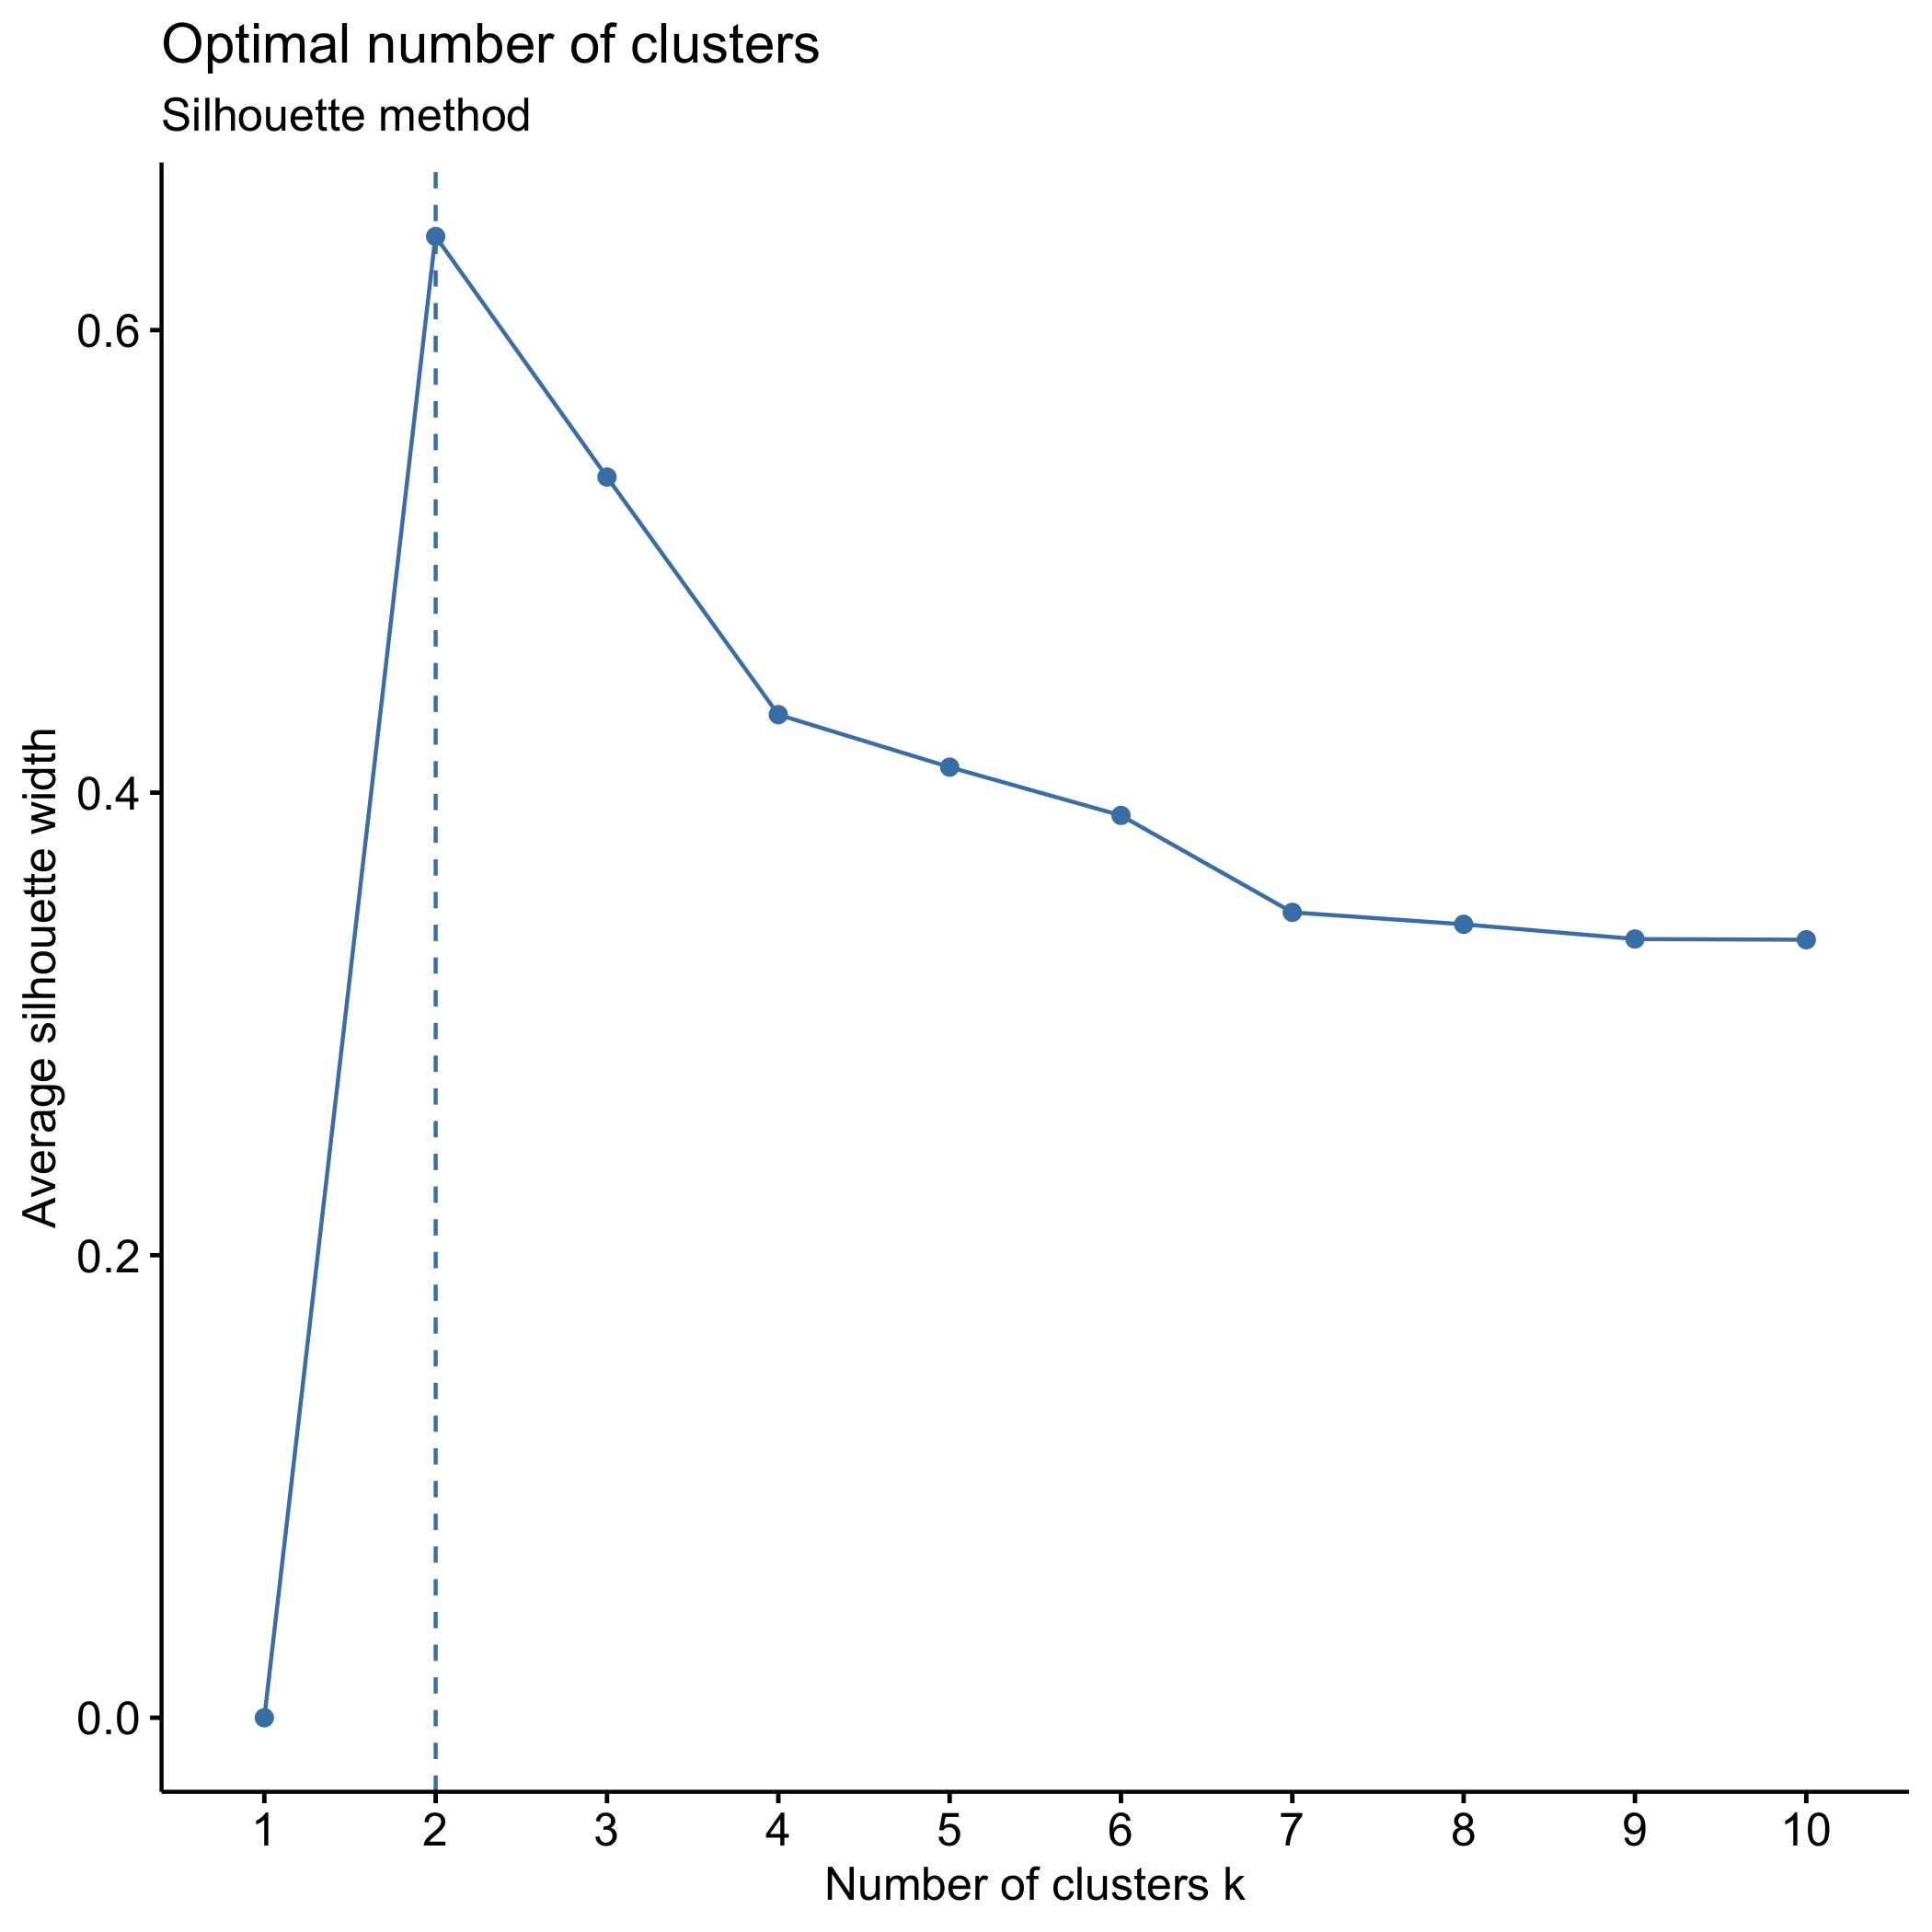 Optimal number of clusters
Silhouette method
Average silhouette width
0.6
0.4
0.2
0.0
1 2 3 4 5 6 7 8 9 10
Number of clusters k